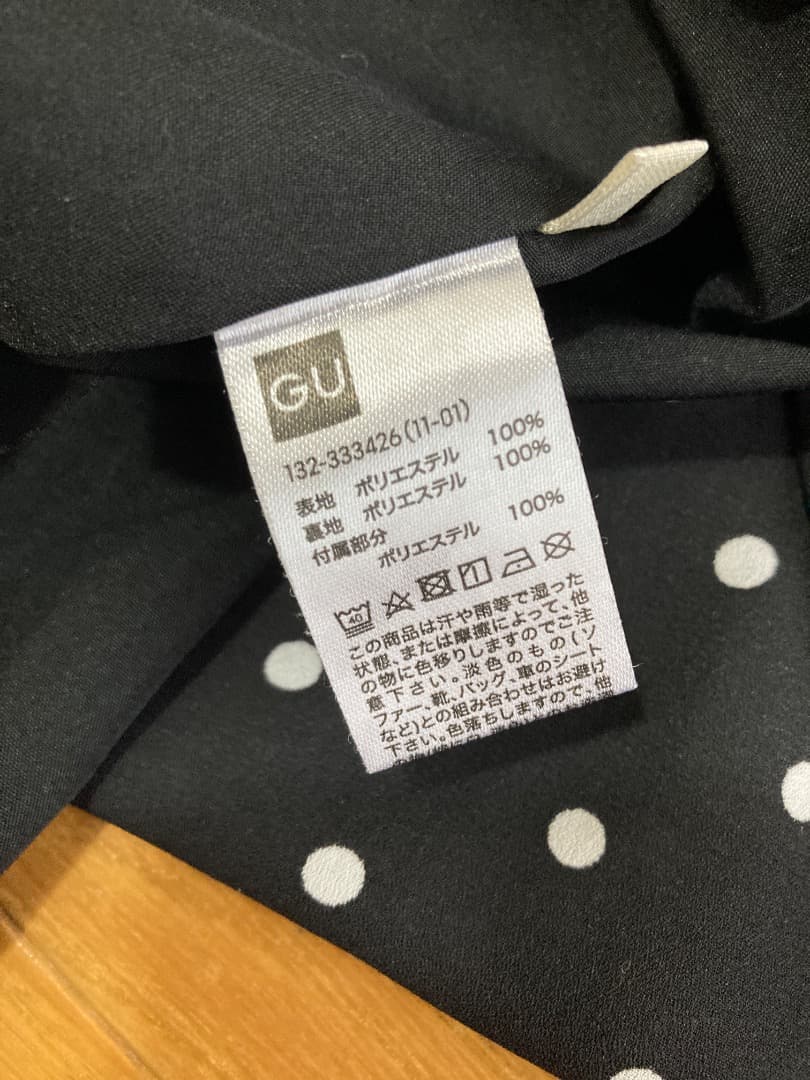 GU
132-333426(11-01)
表地 ポリエステル 100%
裏地 ポリエステル 100%
付属部分
ポリエステル 100%
40
この商品は汗や雨等で湿った
状態、または摩擦によって、他
の物に色移りしますのでご注
意下さい。淡色のもの(ソ
ファー、靴、バッグ、車のシート
など)との組み合わせはお避け
下さい。色落ちしますので、他